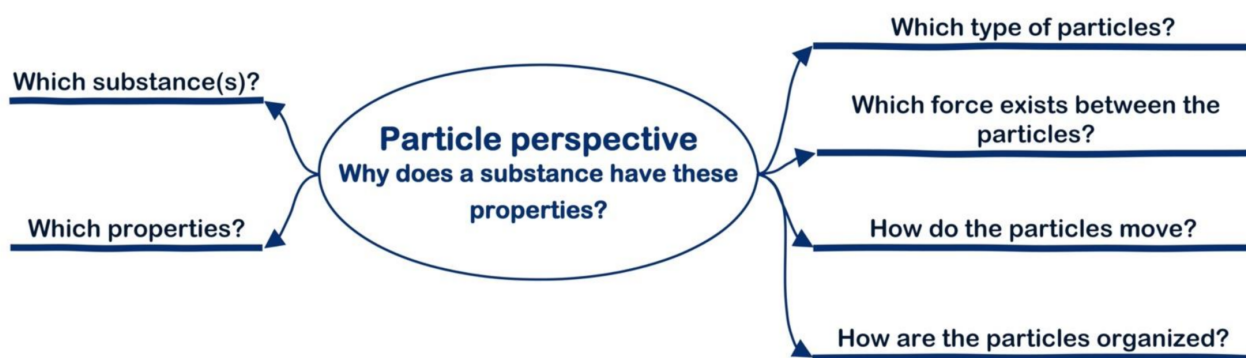 Which type of particles?
Which substance(s)?
Which force exists between the
particles?
Particle perspective
Why does a substance have these
properties?
Which properties?
How do the particles move?
How are the particles organized?